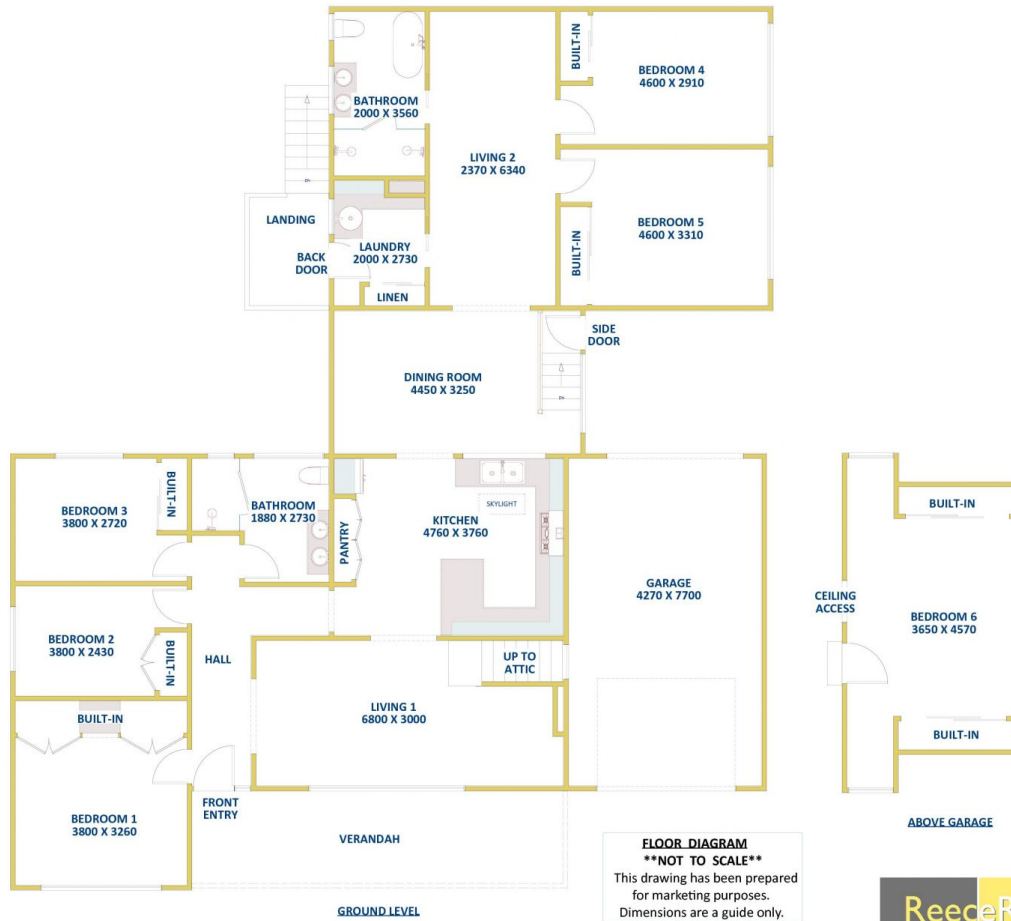 BATHROOM
2000 X 3560
BUILT-IN
BEDROOM 4
4600 X 2910
LIVING 2
2370 X 6340
BEDROOM 5
4600 X 3310
BUILT-IN
LANDING
BACK
DOOR
LAUNDRY
2000 X 2730
LINEN
SIDE
DOOR
DINING ROOM
4450 X 3250
BEDROOM 3
3800 X 2720
BUILT-IN
BATHROOM
1880 X 2730
PANTRY
KITCHEN
4760 X 3760
SKYLIGHT
GARAGE
4270 X 7700
BUILT-IN
CEILING
ACCESS
BEDROOM 6
3650 X 4570
BUILT-IN
ABOVE GARAGE
BEDROOM 2
3800 X 2430
BUILT-IN
HALL
UP TO
ATTIC
BUILT-IN
LIVING 1
6800 X 3000
BEDROOM 1
3800 X 3260
FRONT
ENTRY
VERANDAH
GROUND LEVEL
FLOOR DIAGRAM
**NOT TO SCALE**
This drawing has been prepared
for marketing purposes.
Dimensions are a guide only.
ReeceR